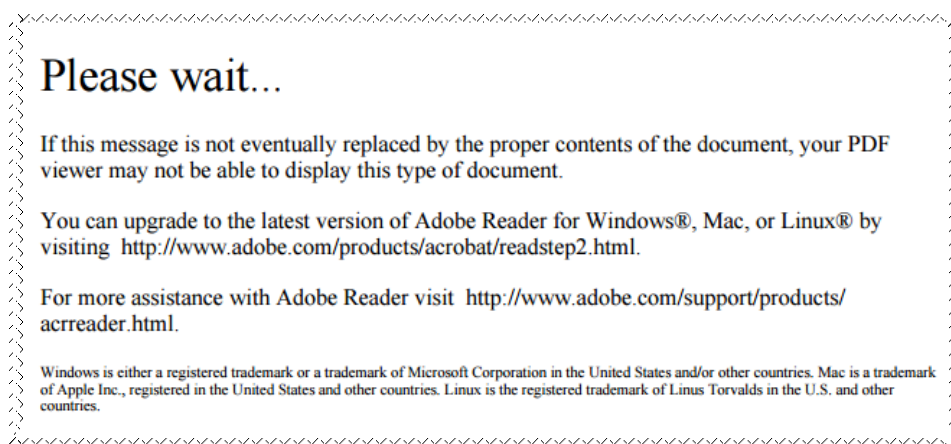 Please wait...
If this message is not eventually replaced by the proper contents of the document, your PDF
viewer may not be able to display this type of document.
You can upgrade to the latest version of Adobe Reader for Windows®, Mac, or Linux® by
visiting  http://www.adobe.com/products/acrobat/readstep2.html.
For more assistance with Adobe Reader visit  http://www.adobe.com/support/products/
acrreader.html.
Windows is either a registered trademark or a trademark of Microsoft Corporation in the United States and/or other countries. Mac is a trademark
of Apple Inc., registered in the United States and other countries. Linux is the registered trademark of Linus Torvalds in the U.S. and other
countries.